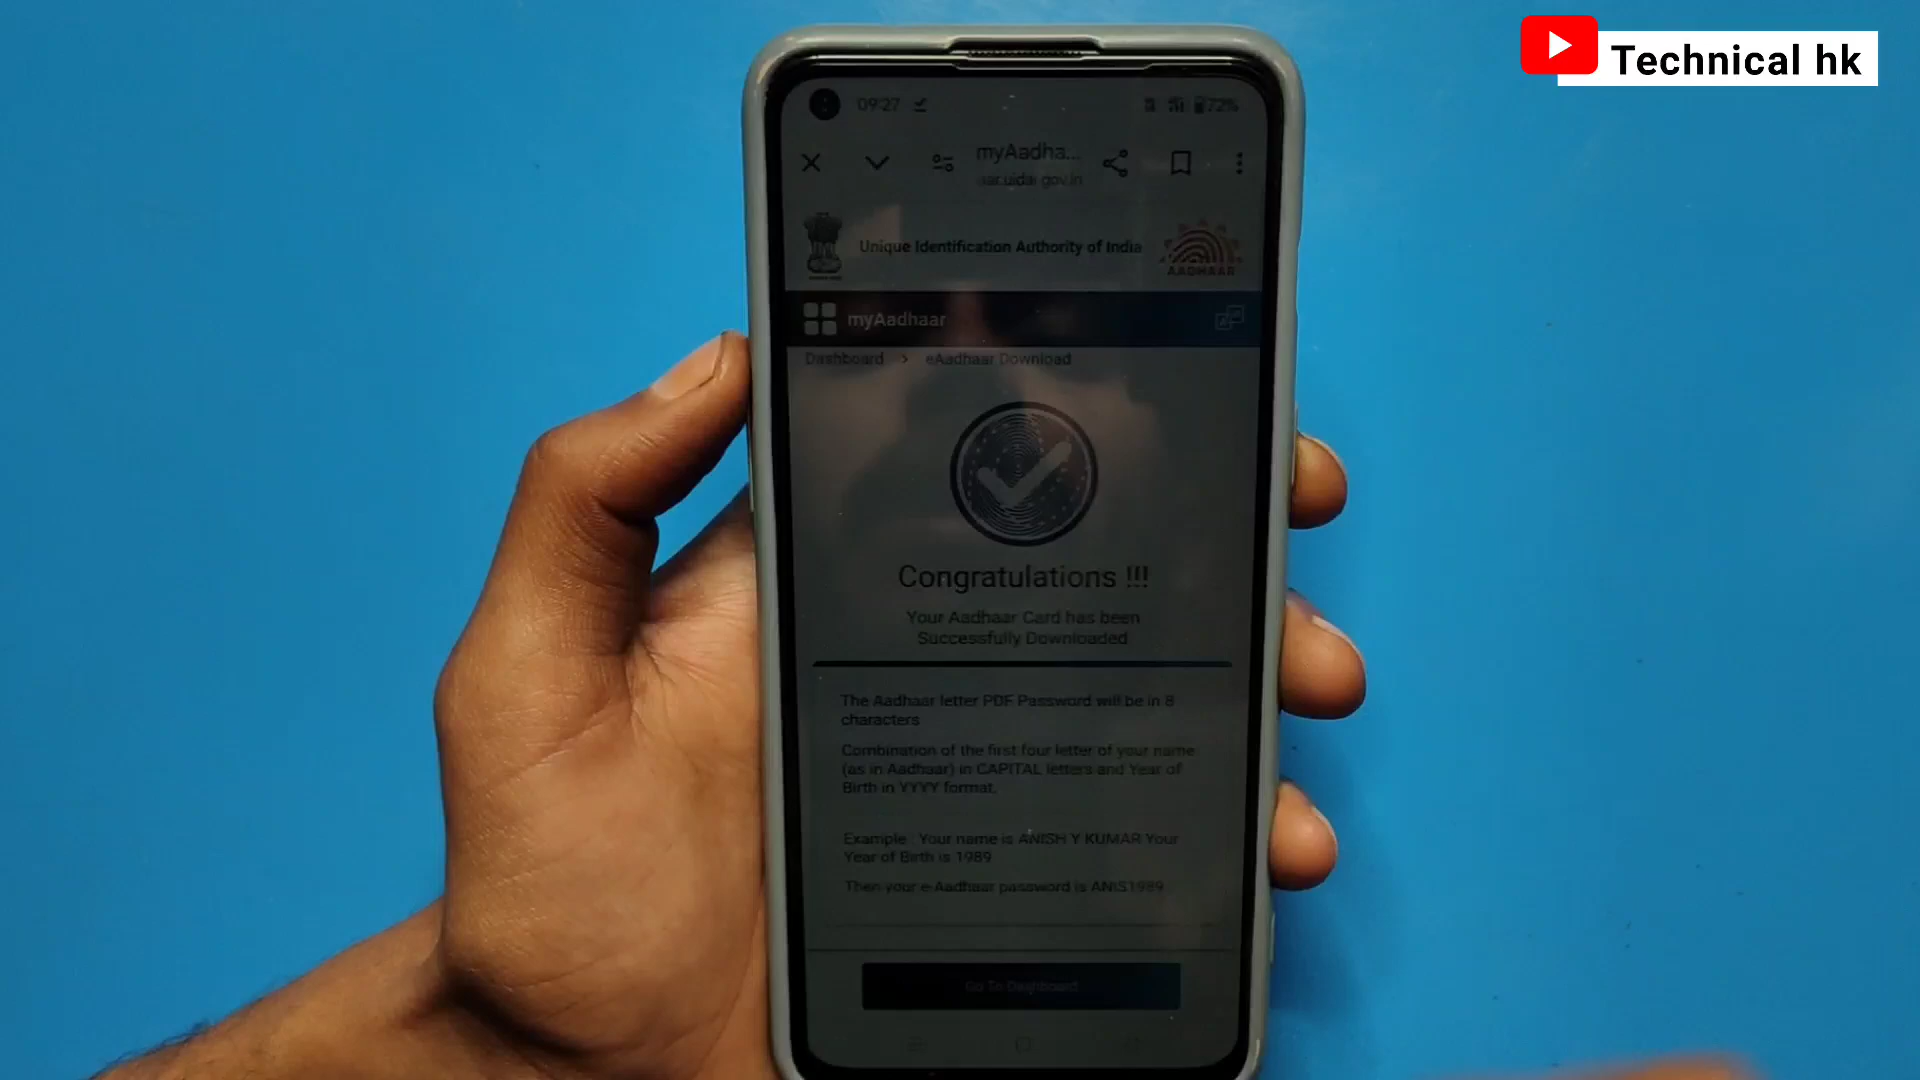 Technical hk
09:27
72%
myAadha...
aar.uidai.gov.in
Unique Identification Authority of India
AADHAAR
myAadhaar
Dashboard > eAadhaar Download
Congratulations !!!
Your Aadhaar Card has been
Successfully Downloaded
The Aadhaar letter PDF Password will be in 8
characters
Combination of the first four letter of your name
(as in Aadhaar) in CAPITAL letters and Year of
Birth in YYYY format.
Example : Your name is ANISH Y KUMAR Your
Year of Birth is 1989
Then your e-Aadhaar password is ANIS1989
Go To Dashboard